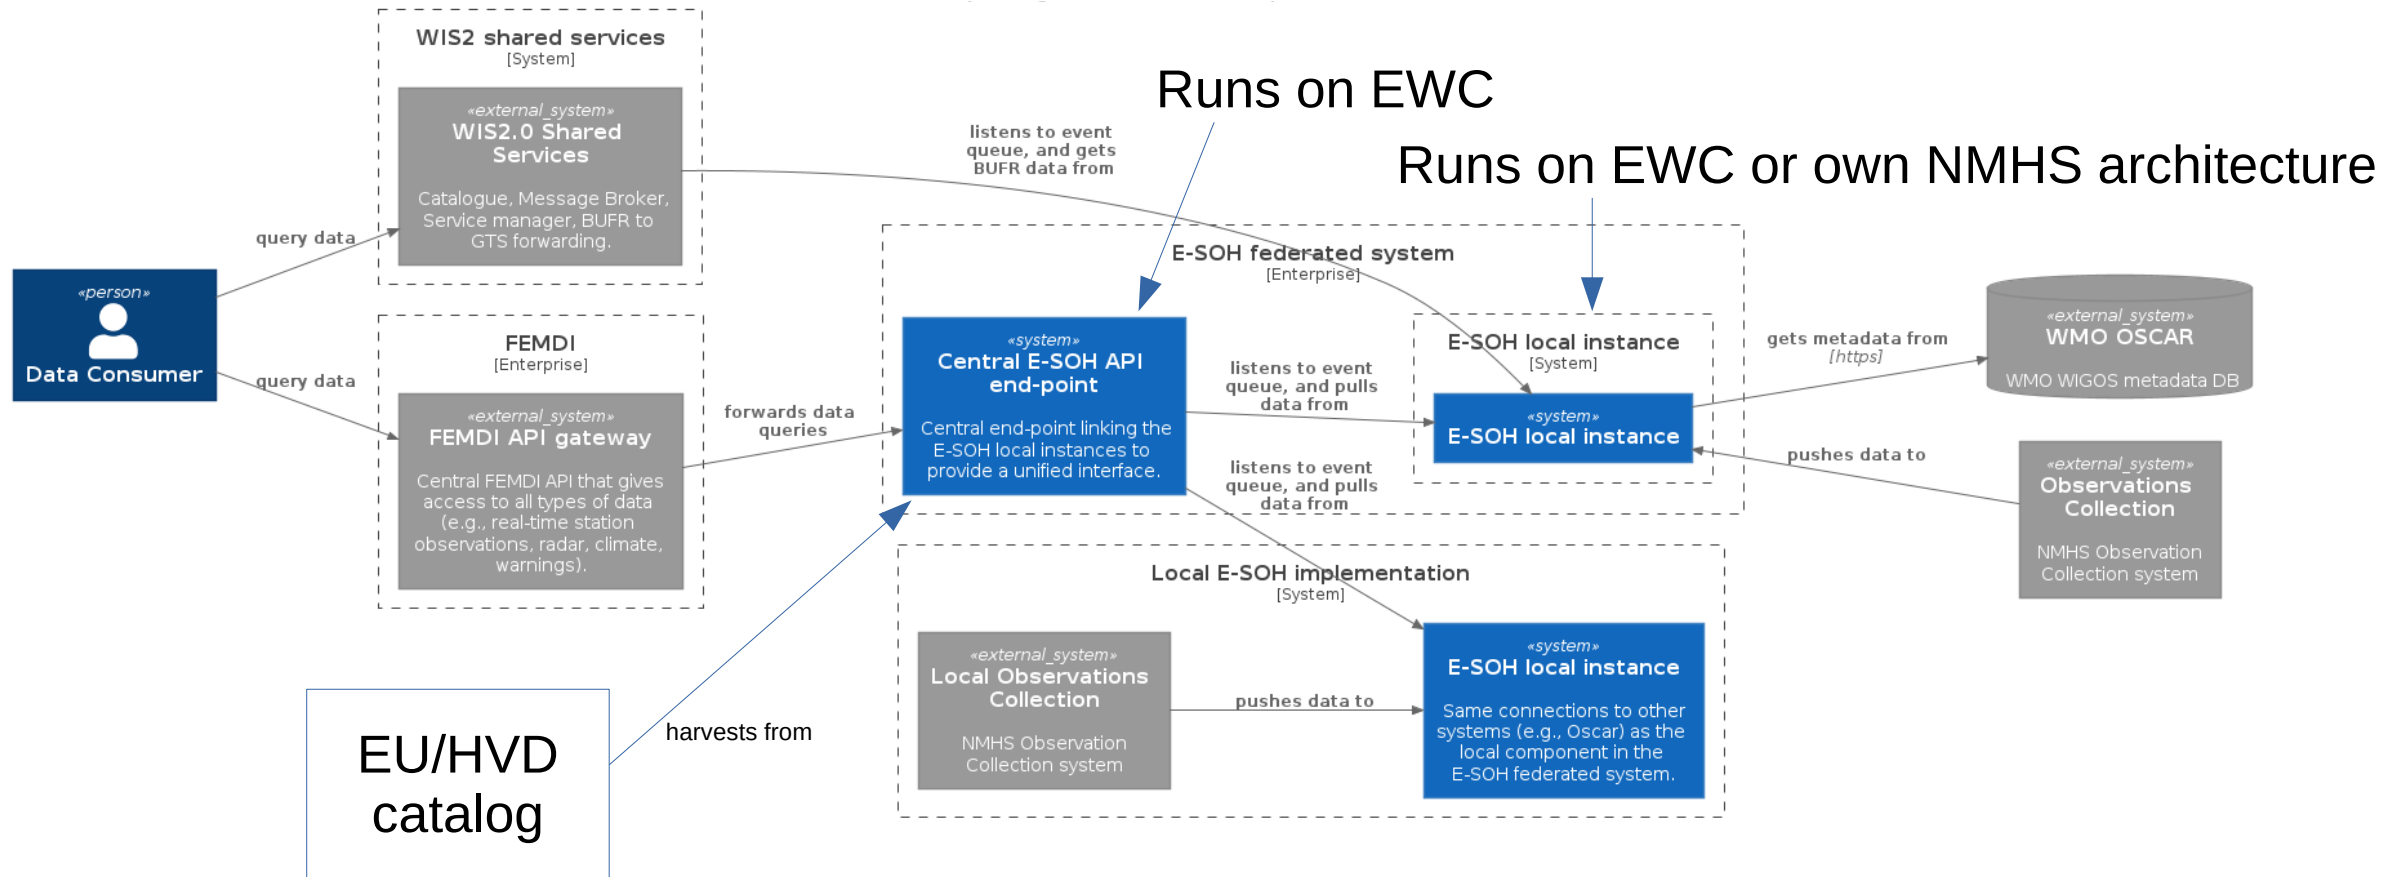 WIS2 shared services
[System]
«external_system»
WIS2.0 Shared
Services
Catalogue, Message Broker,
Service manager, BUFR to
GTS forwarding.
query data
«person»
Data Consumer
query data
FEMDI
[Enterprise]
«external_system»
FEMDI API gateway
Central FEMDI API that gives
access to all types of data
(e.g., real-time station
observations, radar, climate,
warnings).
forwards data
queries
listens to event
queue, and gets
BUFR data from
Runs on EWC
Runs on EWC or own NMHS architecture
E-SOH federated system
[Enterprise]
«system»
Central E-SOH API
end-point
Central end-point linking the
E-SOH local instances to
provide a unified interface.
listens to event
queue, and pulls
data from
listens to event
queue, and pulls
data from
E-SOH local instance
[System]
«system»
E-SOH local instance
gets metadata from
[https]
«external_system»
WMO OSCAR
WMO WIGOS metadata DB
pushes data to
«external_system»
Observations
Collection
NMHS Observation
Collection system
Local E-SOH implementation
[System]
«external_system»
Local Observations
Collection
NMHS Observation
Collection system
pushes data to
«system»
E-SOH local instance
Same connections to other
systems (e.g., Oscar) as the
local component in the
E-SOH federated system.
EU/HVD
catalog
harvests from